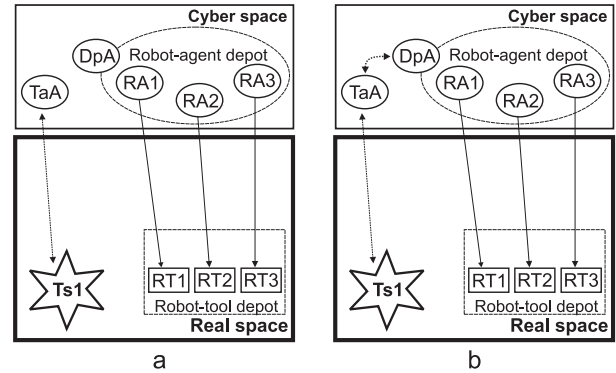 Cyber space
DpA
Robot-agent depot
TaA
RA1
RA2
RA3
Ts1
RT1
RT2
RT3
Robot-tool depot
Real space
a
Cyber space
DpA
Robot-agent depot
TaA
RA1
RA2
RA3
Ts1
RT1
RT2
RT3
Robot-tool depot
Real space
b